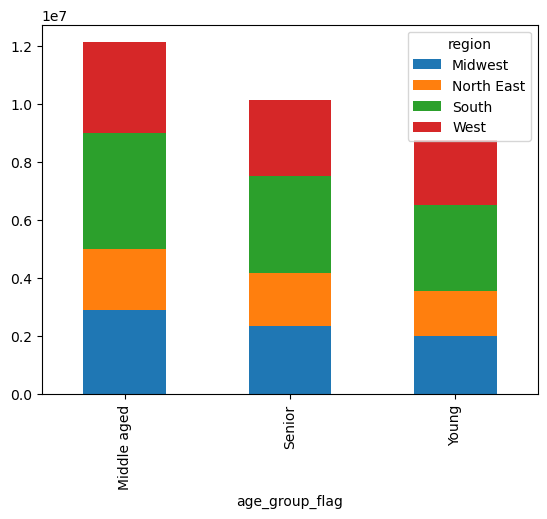 1e7
1.2
1.0
0.8
0.6
0.4
0.2
0.0
region
Midwest
North East
South
West
Middle aged
Senior
Young
age_group_flag